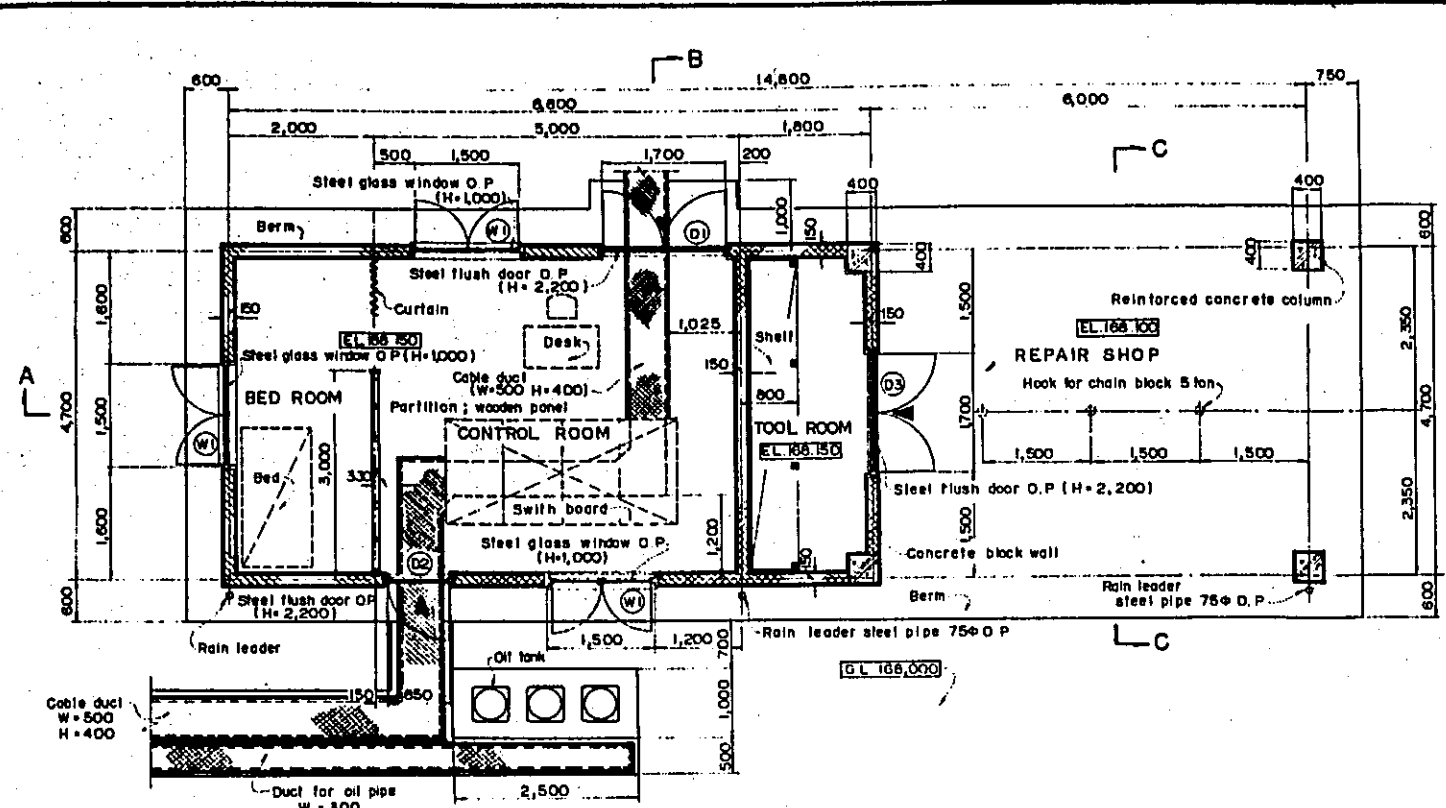 B
600
14,800
750
8,800
6,000
2,000
5,000
1,800
500
1,500
1,700
200
C
400
400
Steel glass window O.P
(H=1,000)
W1
D1
1,000
150
600
600
Berm
Steel flush door O.P
(H=2,200)
400
400
Curtain
Reinforced concrete column
150
EL.168.150
1,025
Shelf
150
EL.168.100
1,600
1,500
2,350
Desk
REPAIR SHOP
Steel glass window O.P (H=1,000)
150
D3
Hook for chain block 5 ton
A
BED ROOM
Cable duct
(W=500 H=400)
800
Partition ; wooden panel
4,700
1,500
CONTROL ROOM
TOOL ROOM
1,700
4,700
W1
EL.168.150
1,500
1,500
1,500
Bed
3,000
330
Steel flush door O.P (H=2,200)
Swith board
1,600
1,200
1,500
2,350
Steel glass window O.P
(H=1,000)
Concrete block wall
D2
150
600
Steel flush door O.P
(H=2,200)
W1
Berm
Rain leader
steel pipe 75Φ O.P
600
Rain leader
1,500
1,200
700
Rain leader steel pipe 75Φ O.P
C
Oil tank
G L 168,000
150
650
1,000
Cable duct
W=500
H=400
500
Duct for oil pipe
2,500
W=300